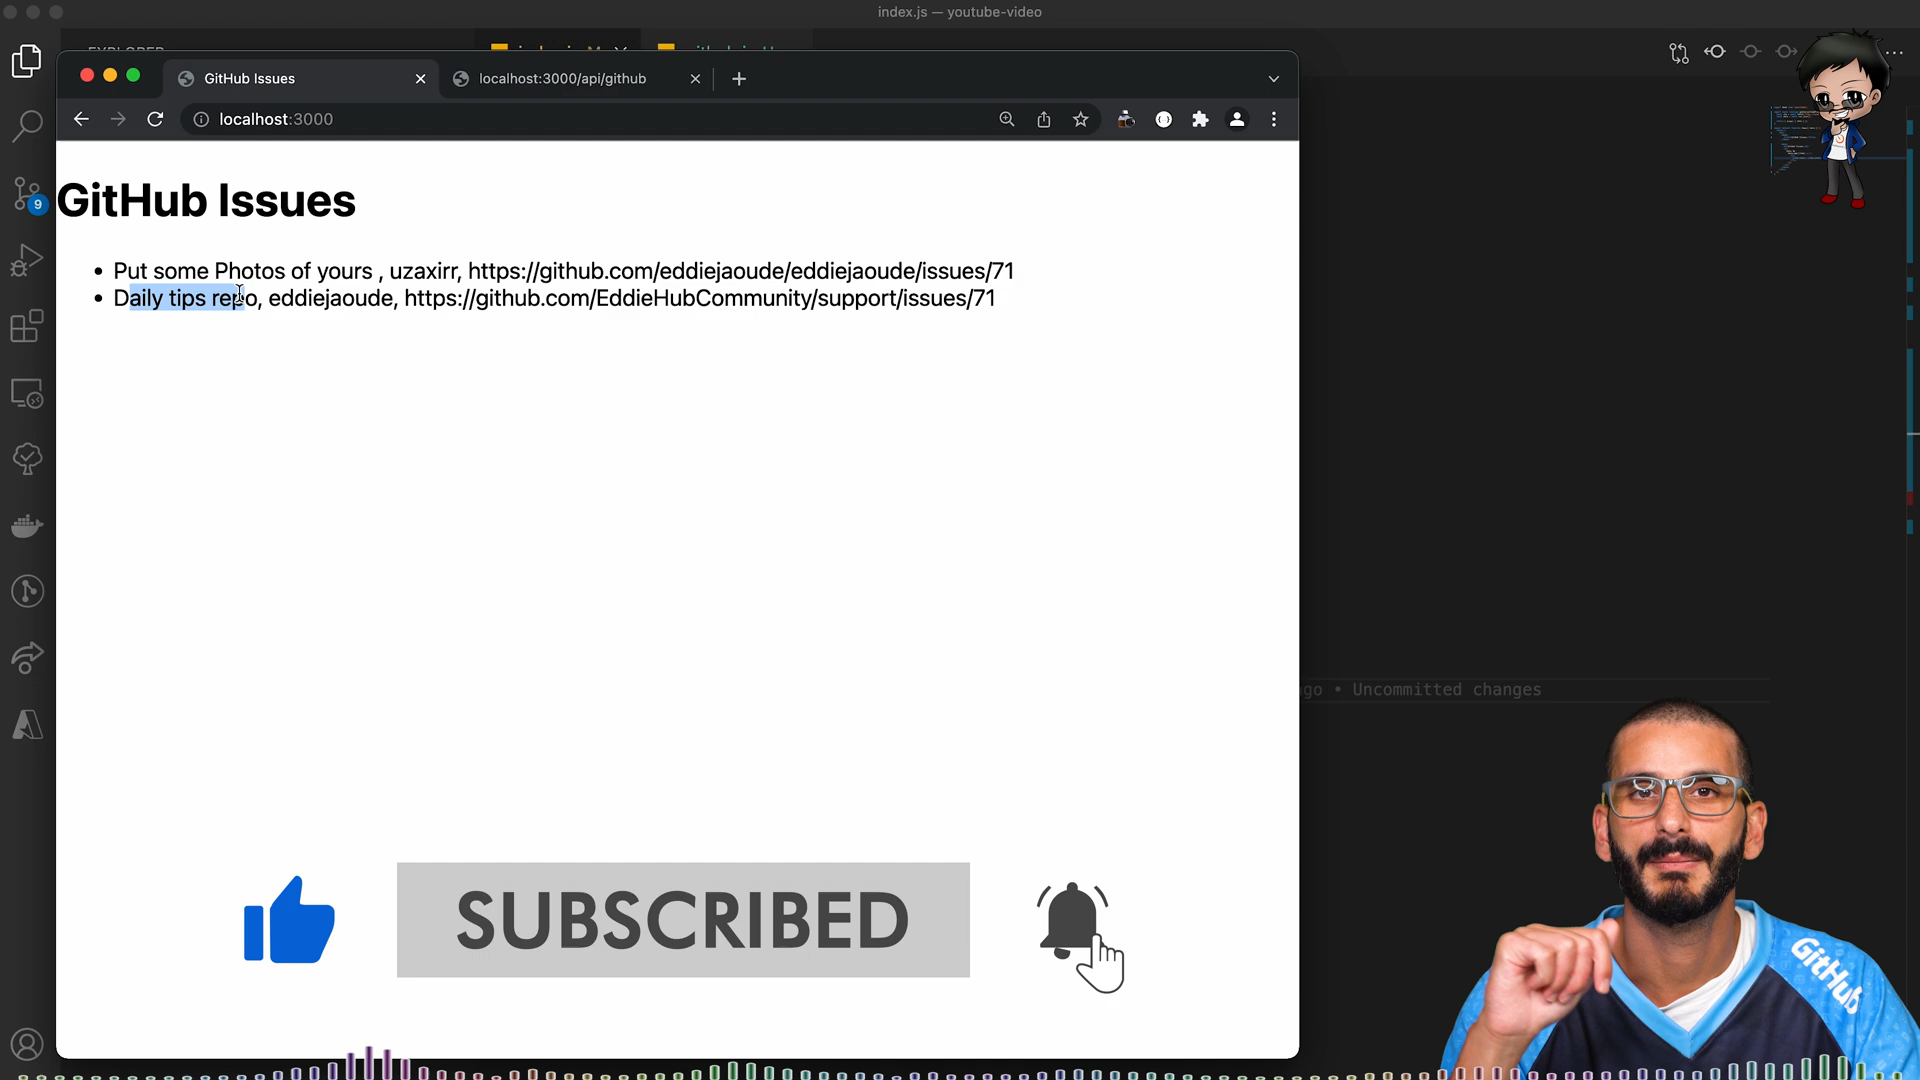 index.js — youtube-video
EXPLORER
GitHub Issues
localhost:3000/api/github
localhost:3000
9
GitHub Issues
• Put some Photos of yours , uzaxirr, https://github.com/eddiejaoude/eddiejaoude/issues/71
• Daily tips repo, eddiejaoude, https://github.com/EddieHubCommunity/support/issues/71
go • Uncommitted changes
SUBSCRIBED
GitHub